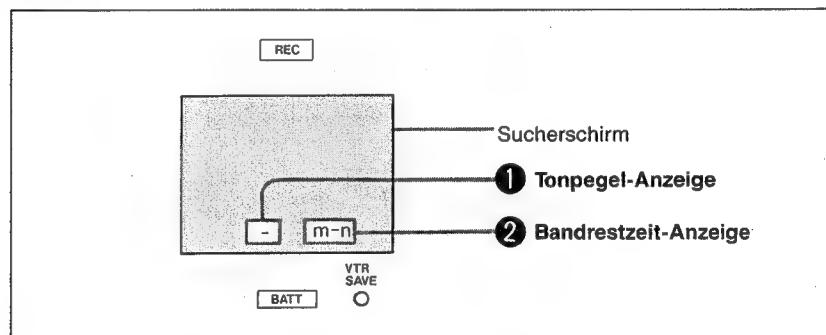 REC
Sucherschirm
1 Tonpegel-Anzeige
- m-n
2 Bandrestzeit-Anzeige
VTR
SAVE
BATT